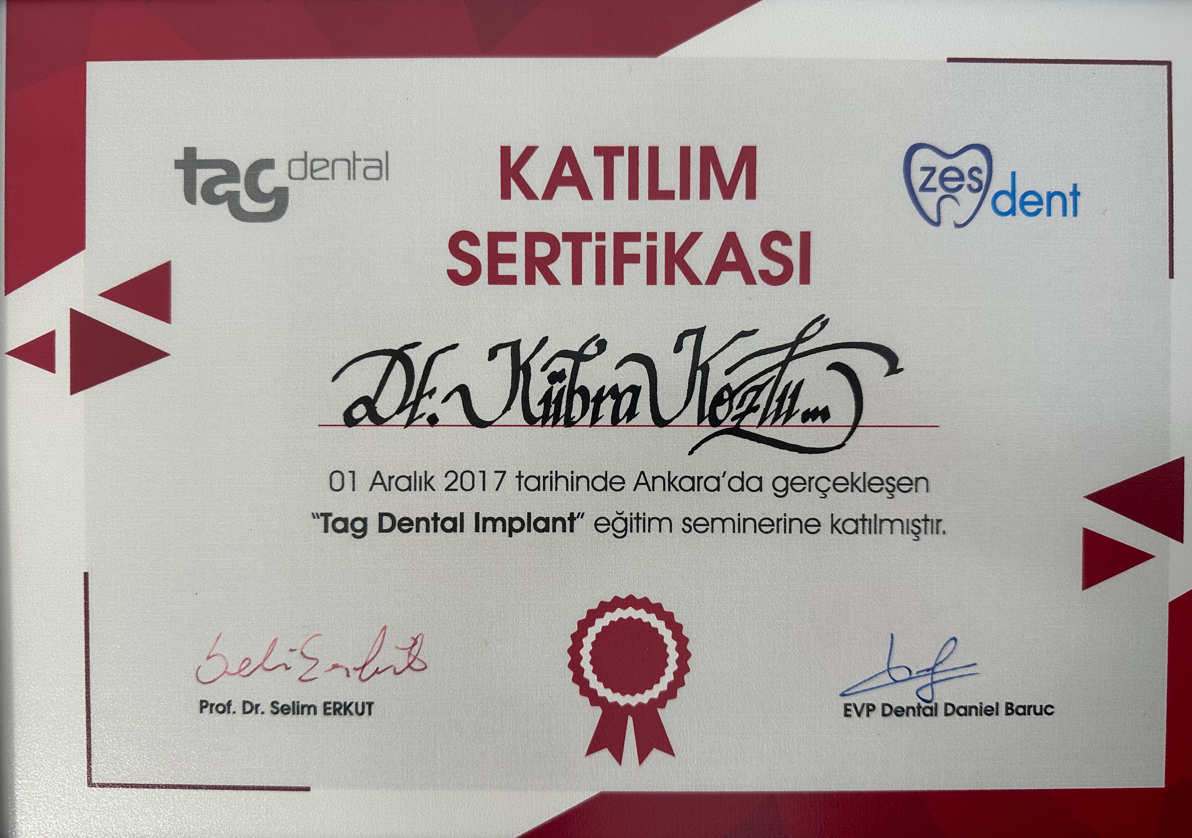 tag dental
KATILIM
SERTİFİKASI
zes dent
Dt. Kübra Kozlu...
01 Aralık 2017 tarihinde Ankara'da gerçekleşen
"Tag Dental Implant" eğitim seminerine katılmıştır.
Prof. Dr. Selim ERKUT
EVP Dental Daniel Baruc